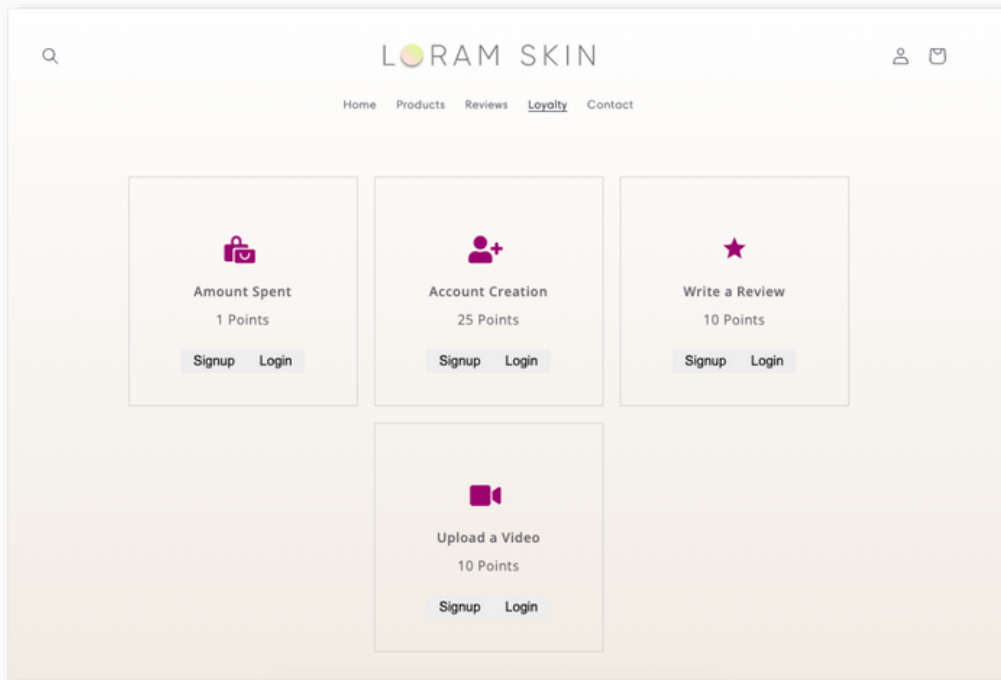 LORAM SKIN
Home Products Reviews Loyalty Contact
Amount Spent
1 Points
Signup Login
Account Creation
25 Points
Signup Login
Write a Review
10 Points
Signup Login
Upload a Video
10 Points
Signup Login